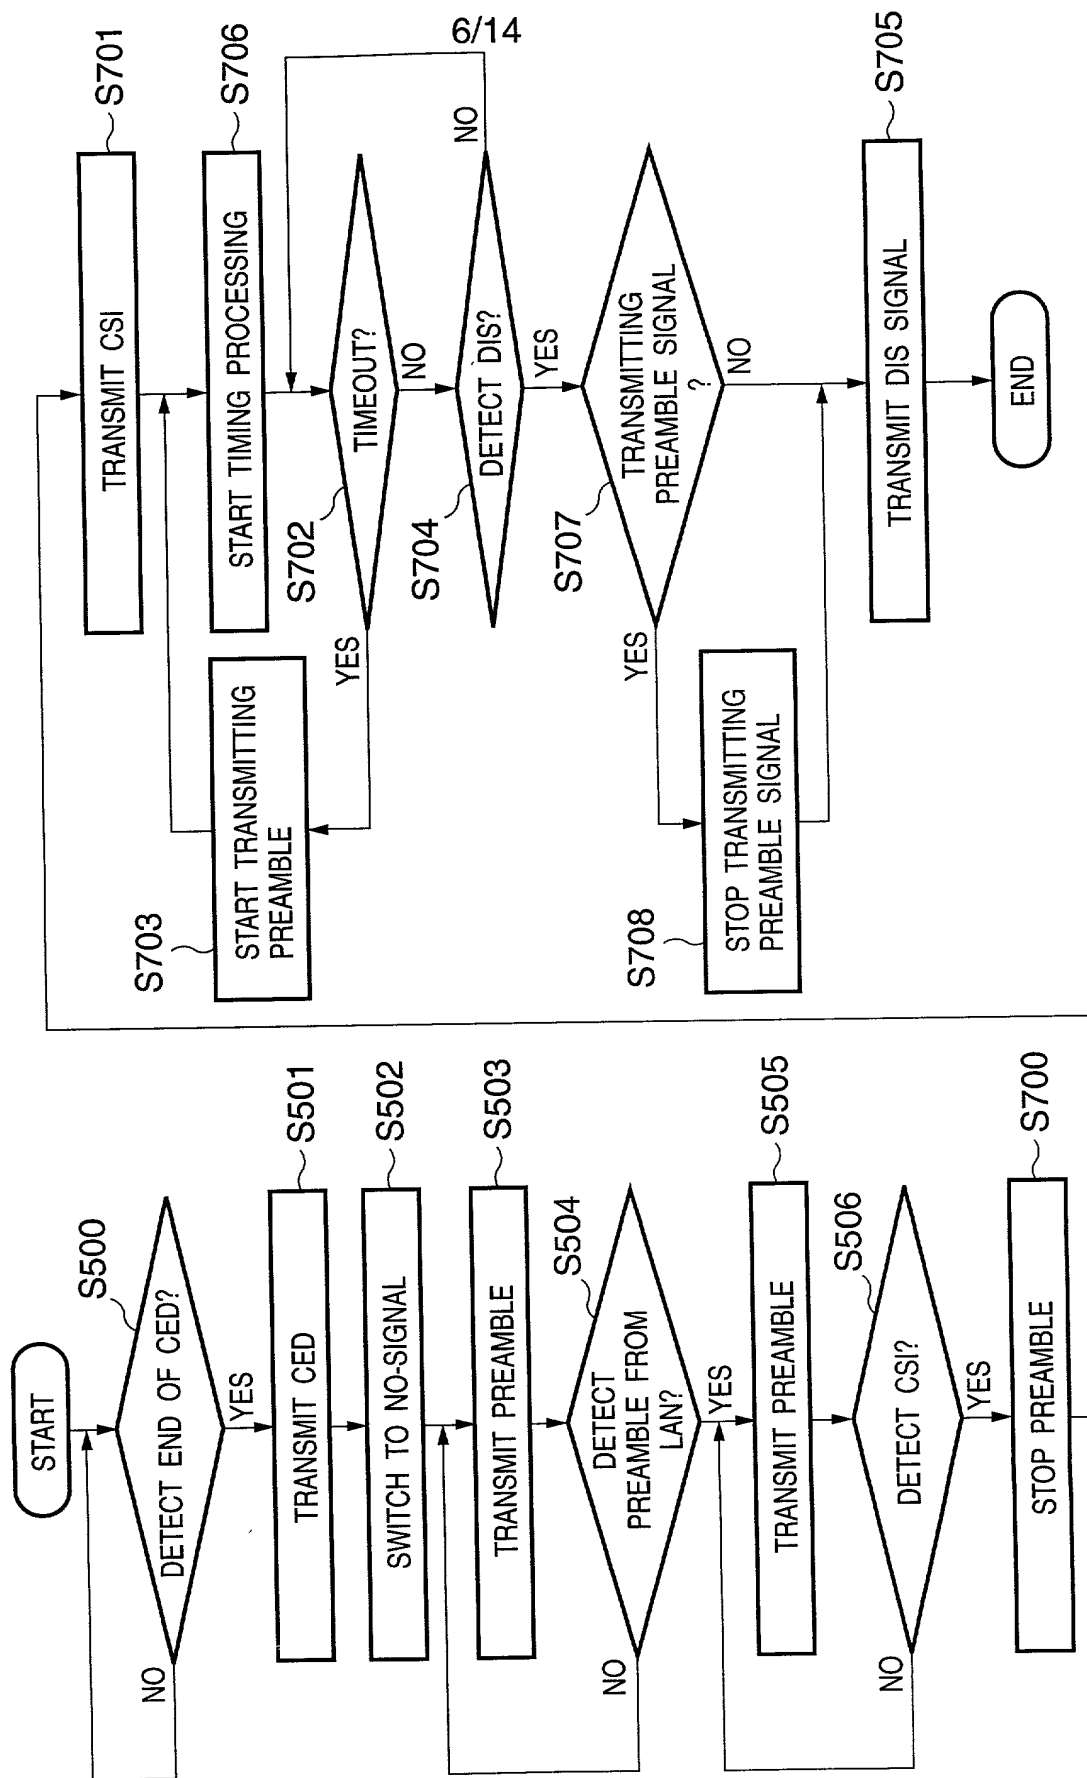 START
S500
DETECT END OF CED?
NO
YES
S501
TRANSMIT CED
S502
SWITCH TO NO-SIGNAL
S503
TRANSMIT PREAMBLE
S504
DETECT
PREAMBLE FROM
LAN?
NO
YES
S505
TRANSMIT PREAMBLE
S506
DETECT CSI?
NO
YES
S700
STOP PREAMBLE
S701
TRANSMIT CSI
S706
START TIMING PROCESSING
S703
START TRANSMITTING
PREAMBLE
S702
TIMEOUT?
YES
NO
6/14
S704
DETECT DIS?
NO
YES
S707
TRANSMITTING
PREAMBLE SIGNAL
?
YES
NO
S708
STOP TRANSMITTING
PREAMBLE SIGNAL
S705
TRANSMIT DIS SIGNAL
END